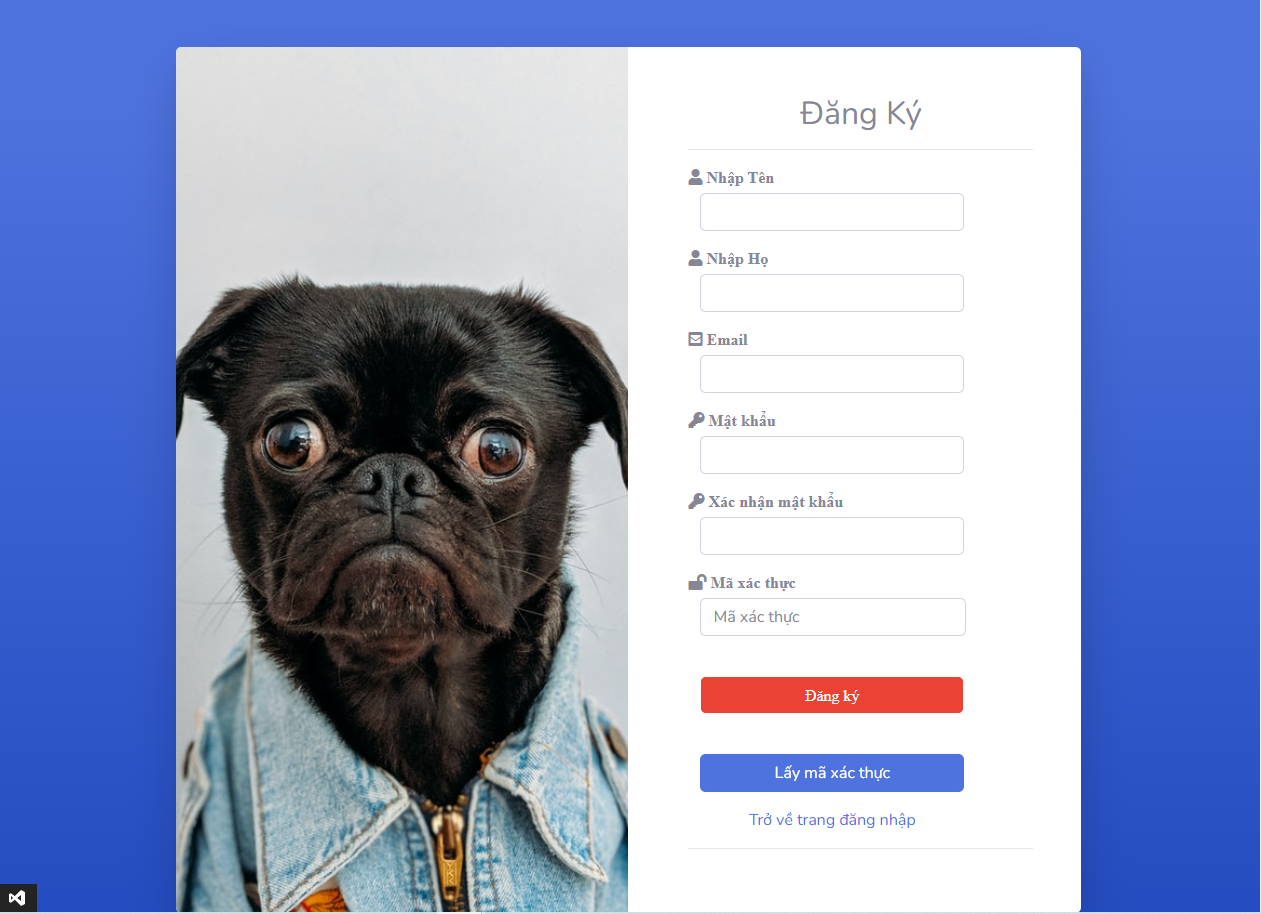 Đăng Ký
Nhập Tên
Nhập Họ
Email
Mật khẩu
Xác nhận mật khẩu
Mã xác thực
Mã xác thực
Đăng ký
Lấy mã xác thực
Trở về trang đăng nhập